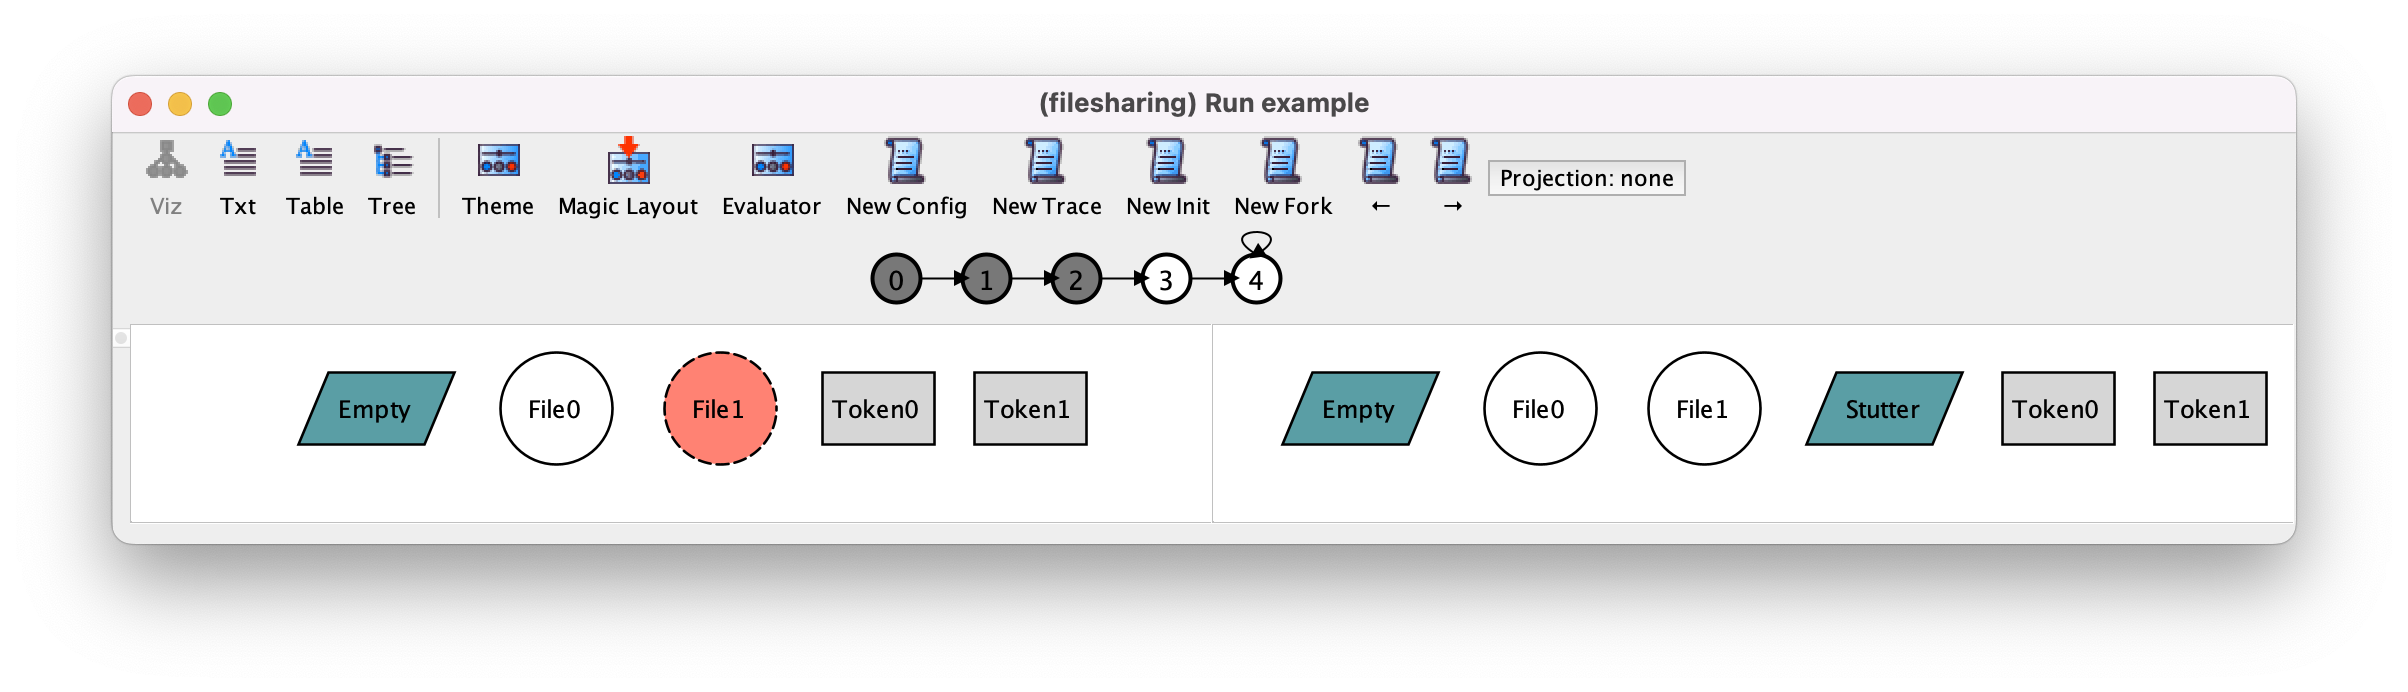 (filesharing) Run example
Viz Txt Table Tree Theme Magic Layout Evaluator New Config New Trace New Init New Fork ← → Projection: none
0 1 2 3 4
Empty File0 File1 Token0 Token1 Empty File0 File1 Stutter Token0 Token1